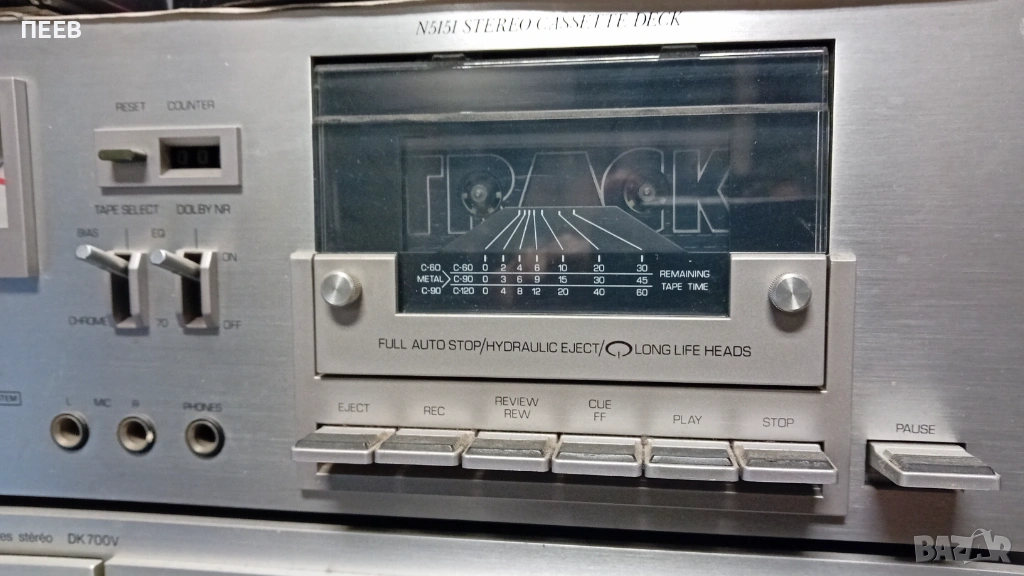 ПЕЕВ
N5151 STEREO CASSETTE DECK
RESET COUNTER
00
TAPE SELECT DOLBY NR
BIAS EQ ON
CHROME 70 OFF
TRACK
C-60 C-60 0 2 4 6 10 20 30
METAL C-90 0 3 6 9 15 30 45
C-90 C-120 0 4 8 12 20 40 60
REMAINING
TAPE TIME
FULL AUTO STOP/HYDRAULIC EJECT/ LONG LIFE HEADS
L MIC R PHONES
EJECT
REC
REVIEW
REW
CUE
FF
PLAY
STOP
PAUSE
stéréo DK700V
BAZAR